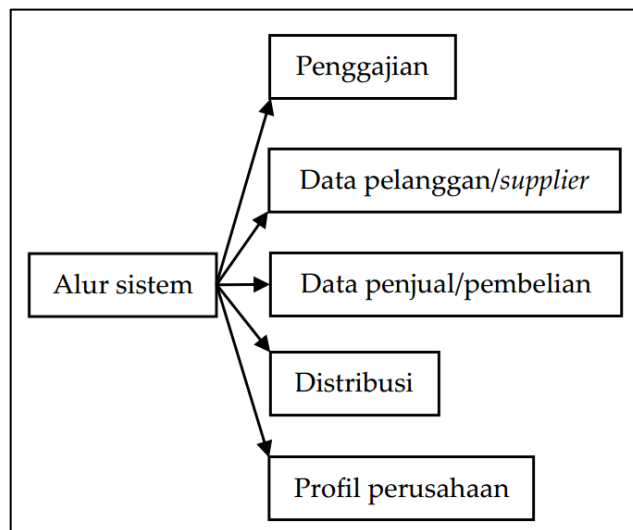 Penggajian
Data pelanggan/supplier
Alur sistem
Data penjual/pembelian
Distribusi
Profil perusahaan